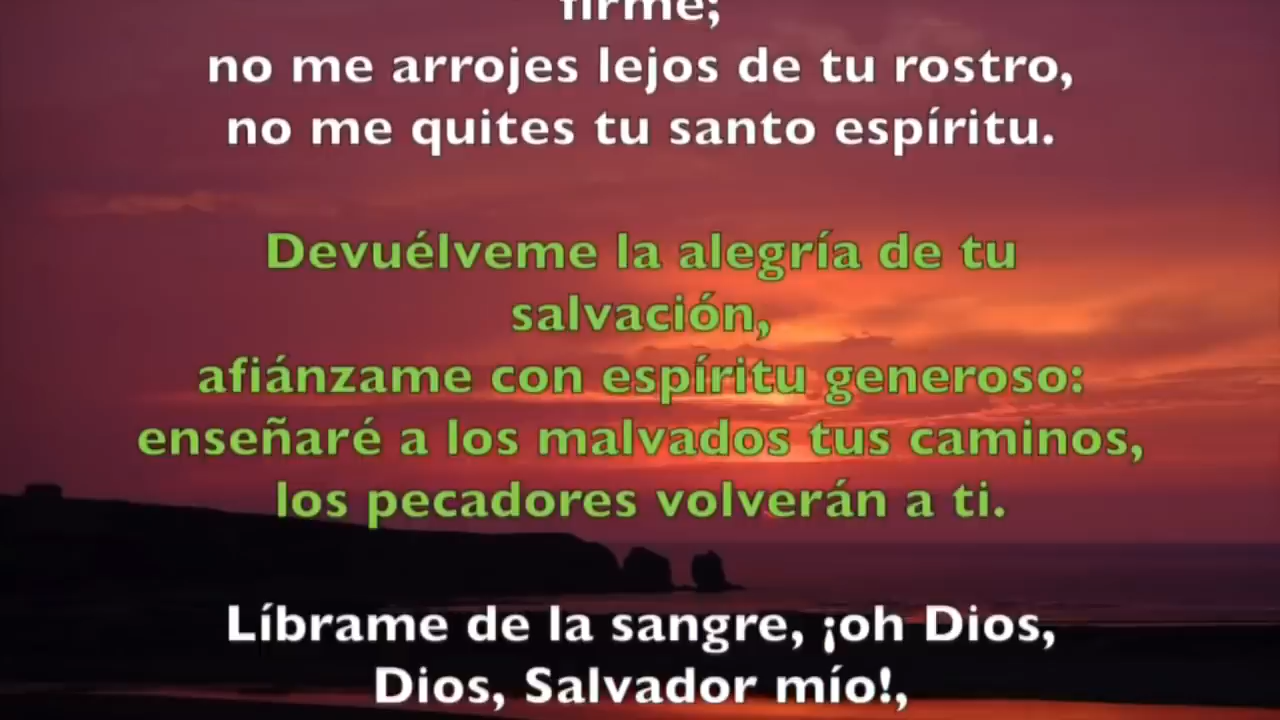 firme;
no me arrojes lejos de tu rostro,
no me quites tu santo espíritu.
Devuélveme la alegría de tu
salvación,
afiánzame con espíritu generoso:
enseñaré a los malvados tus caminos,
los pecadores volverán a ti.
Líbrame de la sangre, ¡oh Dios,
Dios, Salvador mío!,